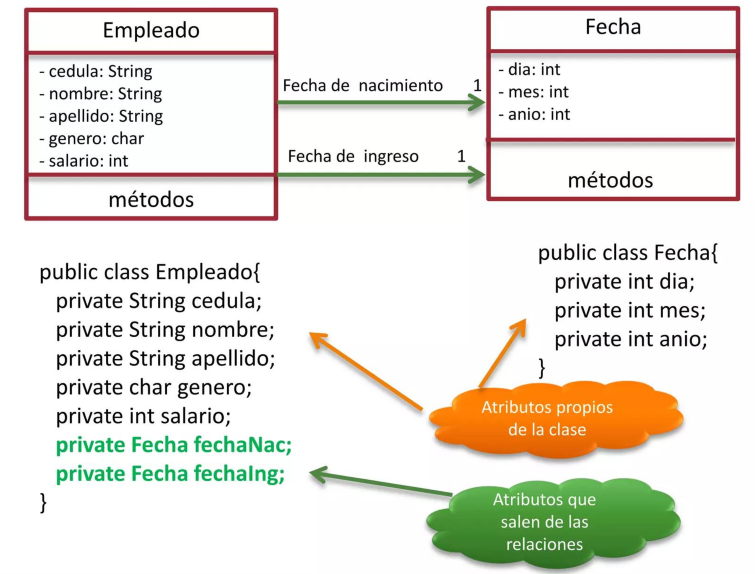 Empleado
- cedula: String
- nombre: String
- apellido: String
- genero: char
- salario: int
métodos
Fecha de nacimiento 1
Fecha de ingreso 1
Fecha
- dia: int
- mes: int
- anio: int
métodos
public class Empleado{
private String cedula;
private String nombre;
private String apellido;
private char genero;
private int salario;
private Fecha fechaNac;
private Fecha fechaIng;
}
public class Fecha{
private int dia;
private int mes;
private int anio;
}
Atributos propios
de la clase
Atributos que
salen de las
relaciones